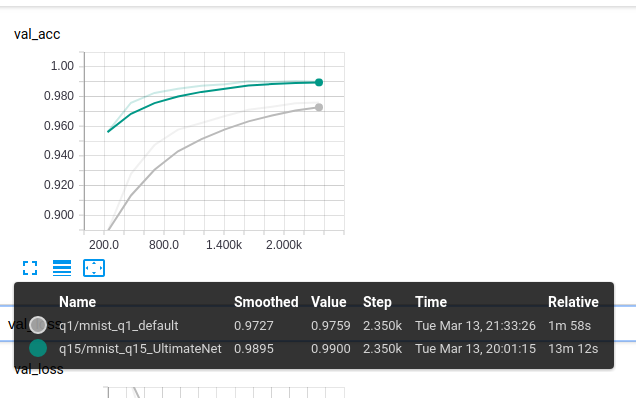 val_acc
1.00
0.980
0.960
0.940
0.920
0.900
200.0 800.0 1.400k 2.000k
Name Smoothed Value Step Time Relative
q1/mnist_q1_default 0.9727 0.9759 2.350k Tue Mar 13, 21:33:26 1m 58s
q15/mnist_q15_UltimateNet 0.9895 0.9900 2.350k Tue Mar 13, 20:01:15 13m 12s
val_loss